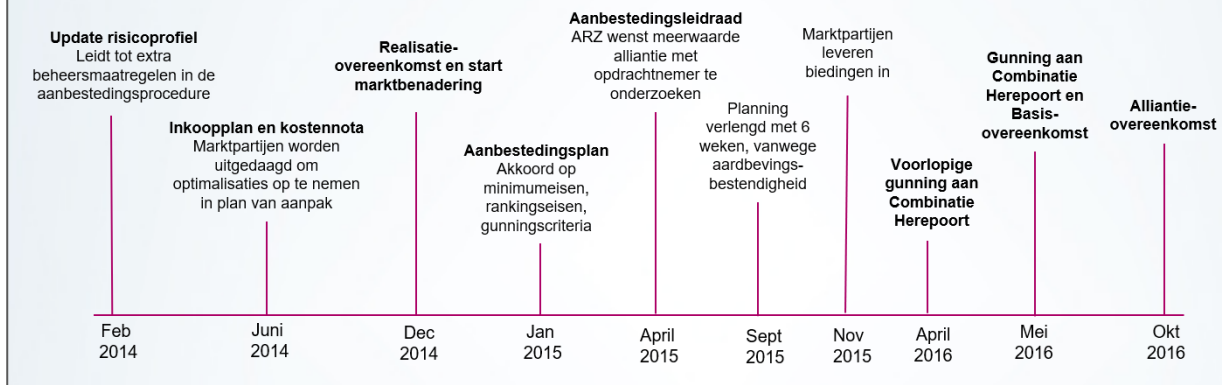 Update risicoprofiel
Leidt tot extra
beheersmaatregelen in de
aanbestedingsprocedure
Inkoopplan en kostennota
Marktpartijen worden
uitgedaagd om
optimalisaties op te nemen
in plan van aanpak
Realisatie-
overeenkomst en start
marktbenadering
Aanbestedingsplan
Akkoord op
minimumeisen,
rankingseisen,
gunningscriteria
Aanbestedingsleidraad
ARZ wenst meerwaarde
alliantie met
opdrachtnemer te
onderzoeken
Planning
verlengd met 6
weken, vanwege
aardbevings-
bestendigheid
Marktpartijen
leveren
biedingen in
Voorlopige
gunning aan
Combinatie
Herepoort
Gunning aan
Combinatie
Herepoort en
Basis-
overeenkomst
Alliantie-
overeenkomst
Feb
2014
Juni
2014
Dec
2014
Jan
2015
April
2015
Sept
2015
Nov
2015
April
2016
Mei
2016
Okt
2016